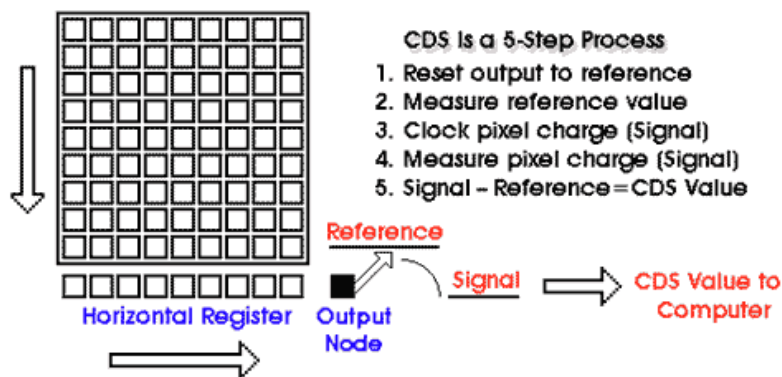 CDS Is a 5-Step Process
1. Reset output to reference
2. Measure reference value
3. Clock pixel charge (Signal)
4. Measure pixel charge (Signal)
5. Signal – Reference=CDS Value
Reference
Signal
CDS Value to
Computer
Horizontal Register
Output
Node